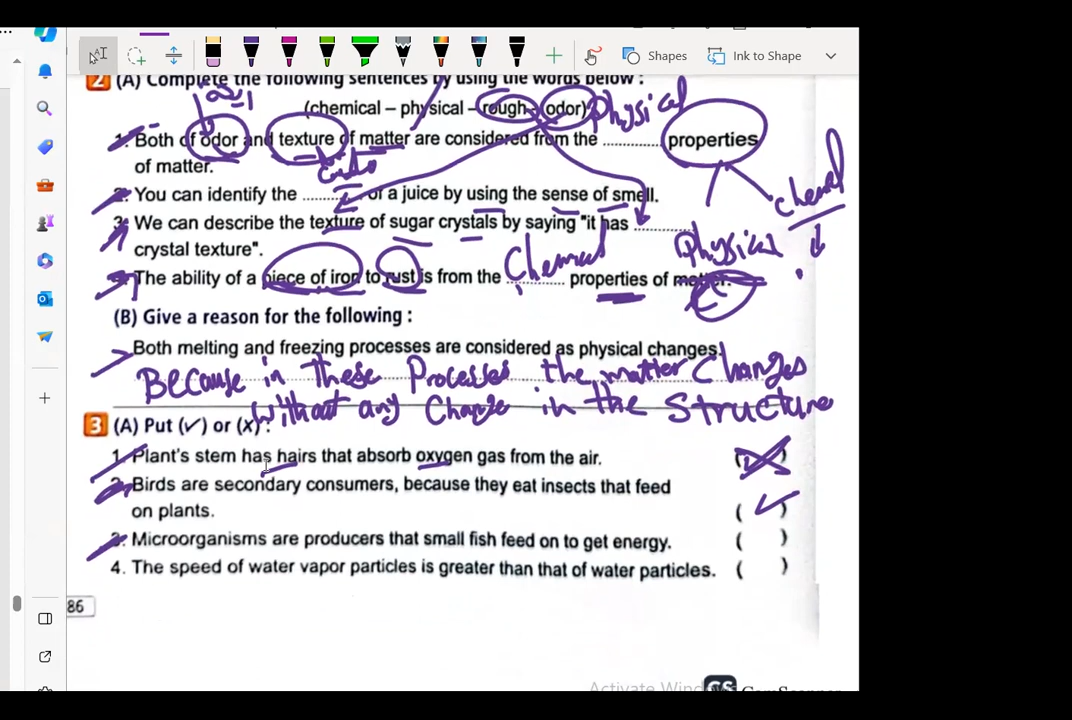 Shapes
Ink to Shape
2 (A) Complete the following sentences by using the words below :
(chemical – physical – rough – odor)
physical
1. Both of odor and texture of matter are considered from the ............ properties
of matter.
2. You can identify the ............ of a juice by using the sense of smell.
3. We can describe the texture of sugar crystals by saying "it has ............
crystal texture".
physical
4. The ability of a piece of iron to rust is from the ............ properties of matter.
chemical
(B) Give a reason for the following :
Both melting and freezing processes are considered as physical changes.
Because in these Processes the matter changes
without any change in the structure
3 (A) Put (✓) or (x) :
1. Plant's stem has hairs that absorb oxygen gas from the air.
2. Birds are secondary consumers, because they eat insects that feed
on plants. ( ✓ )
3. Microorganisms are producers that small fish feed on to get energy. ( )
4. The speed of water vapor particles is greater than that of water particles. ( )
86
CS